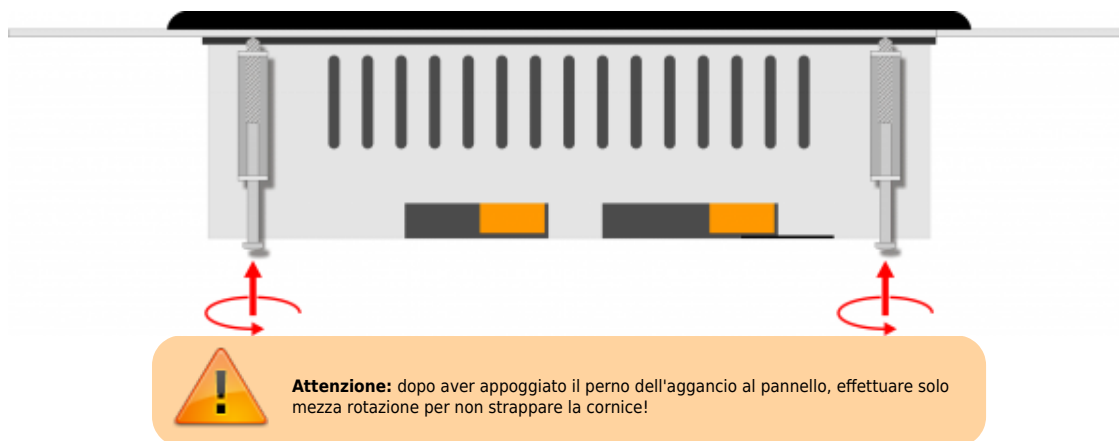 Attenzione: dopo aver appoggiato il perno dell'aggancio al pannello, effettuare solo
mezza rotazione per non strappare la cornice!